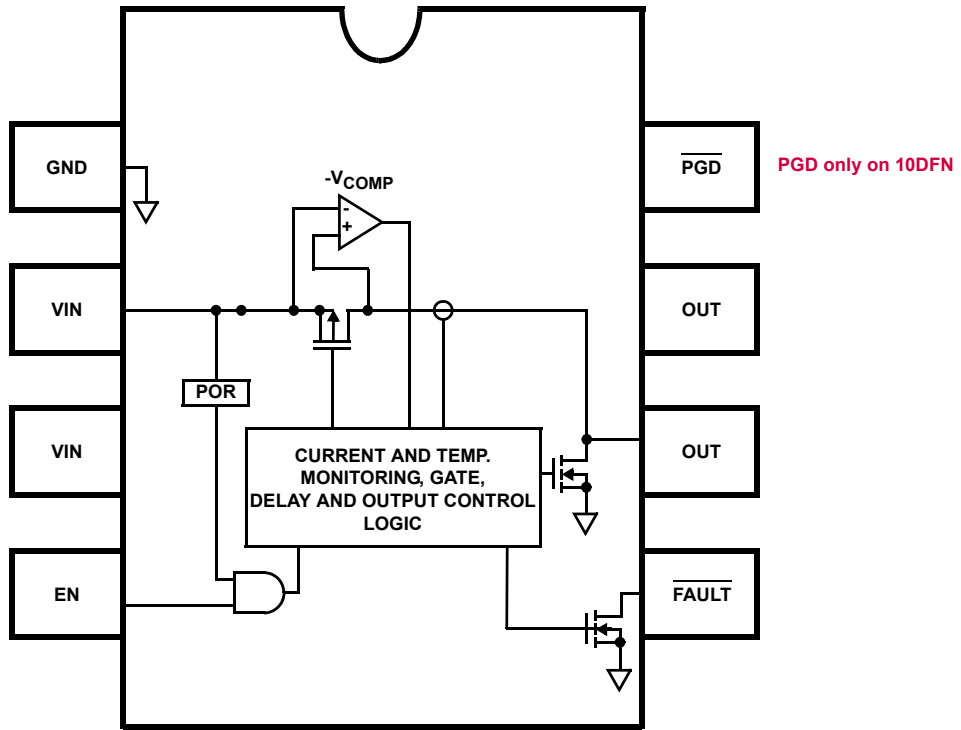 GND
PGD
PGD only on 10DFN
-VCOMP
-
+
VIN
OUT
POR
VIN
OUT
CURRENT AND TEMP.
MONITORING, GATE,
DELAY AND OUTPUT CONTROL
LOGIC
EN
FAULT